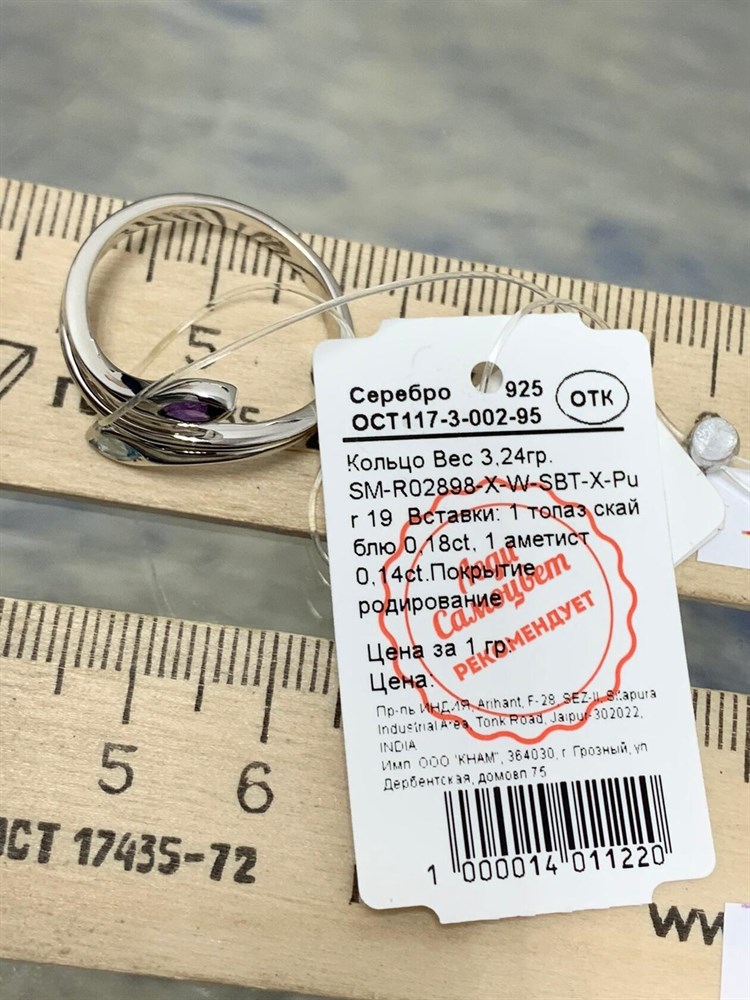 5
Серебро 925 ОТК
ОСТ117-3-002-95
Кольцо Вес 3,24гр.
SM-R02898-X-W-SBT-X-Pu
r 19 Вставки: 1 топаз скай
блю 0,18ct, 1 аметист
0,14ct.Покрытие
родирование
Люди
Самоцвет
РЕКОМЕНДУЕТ
Цена за 1 гр:
Цена:
Пр-ль ИНДИЯ, Arihant, F-28, SEZ-II, Sitapura
Industrial Area, Tonk Road, Jaipur-302022,
INDIA
Имп. ООО "КНАМ", 364030, г. Грозный, ул
Дербентская, домовл 75
1 000014 011220
5 6
ОСТ 17435-72